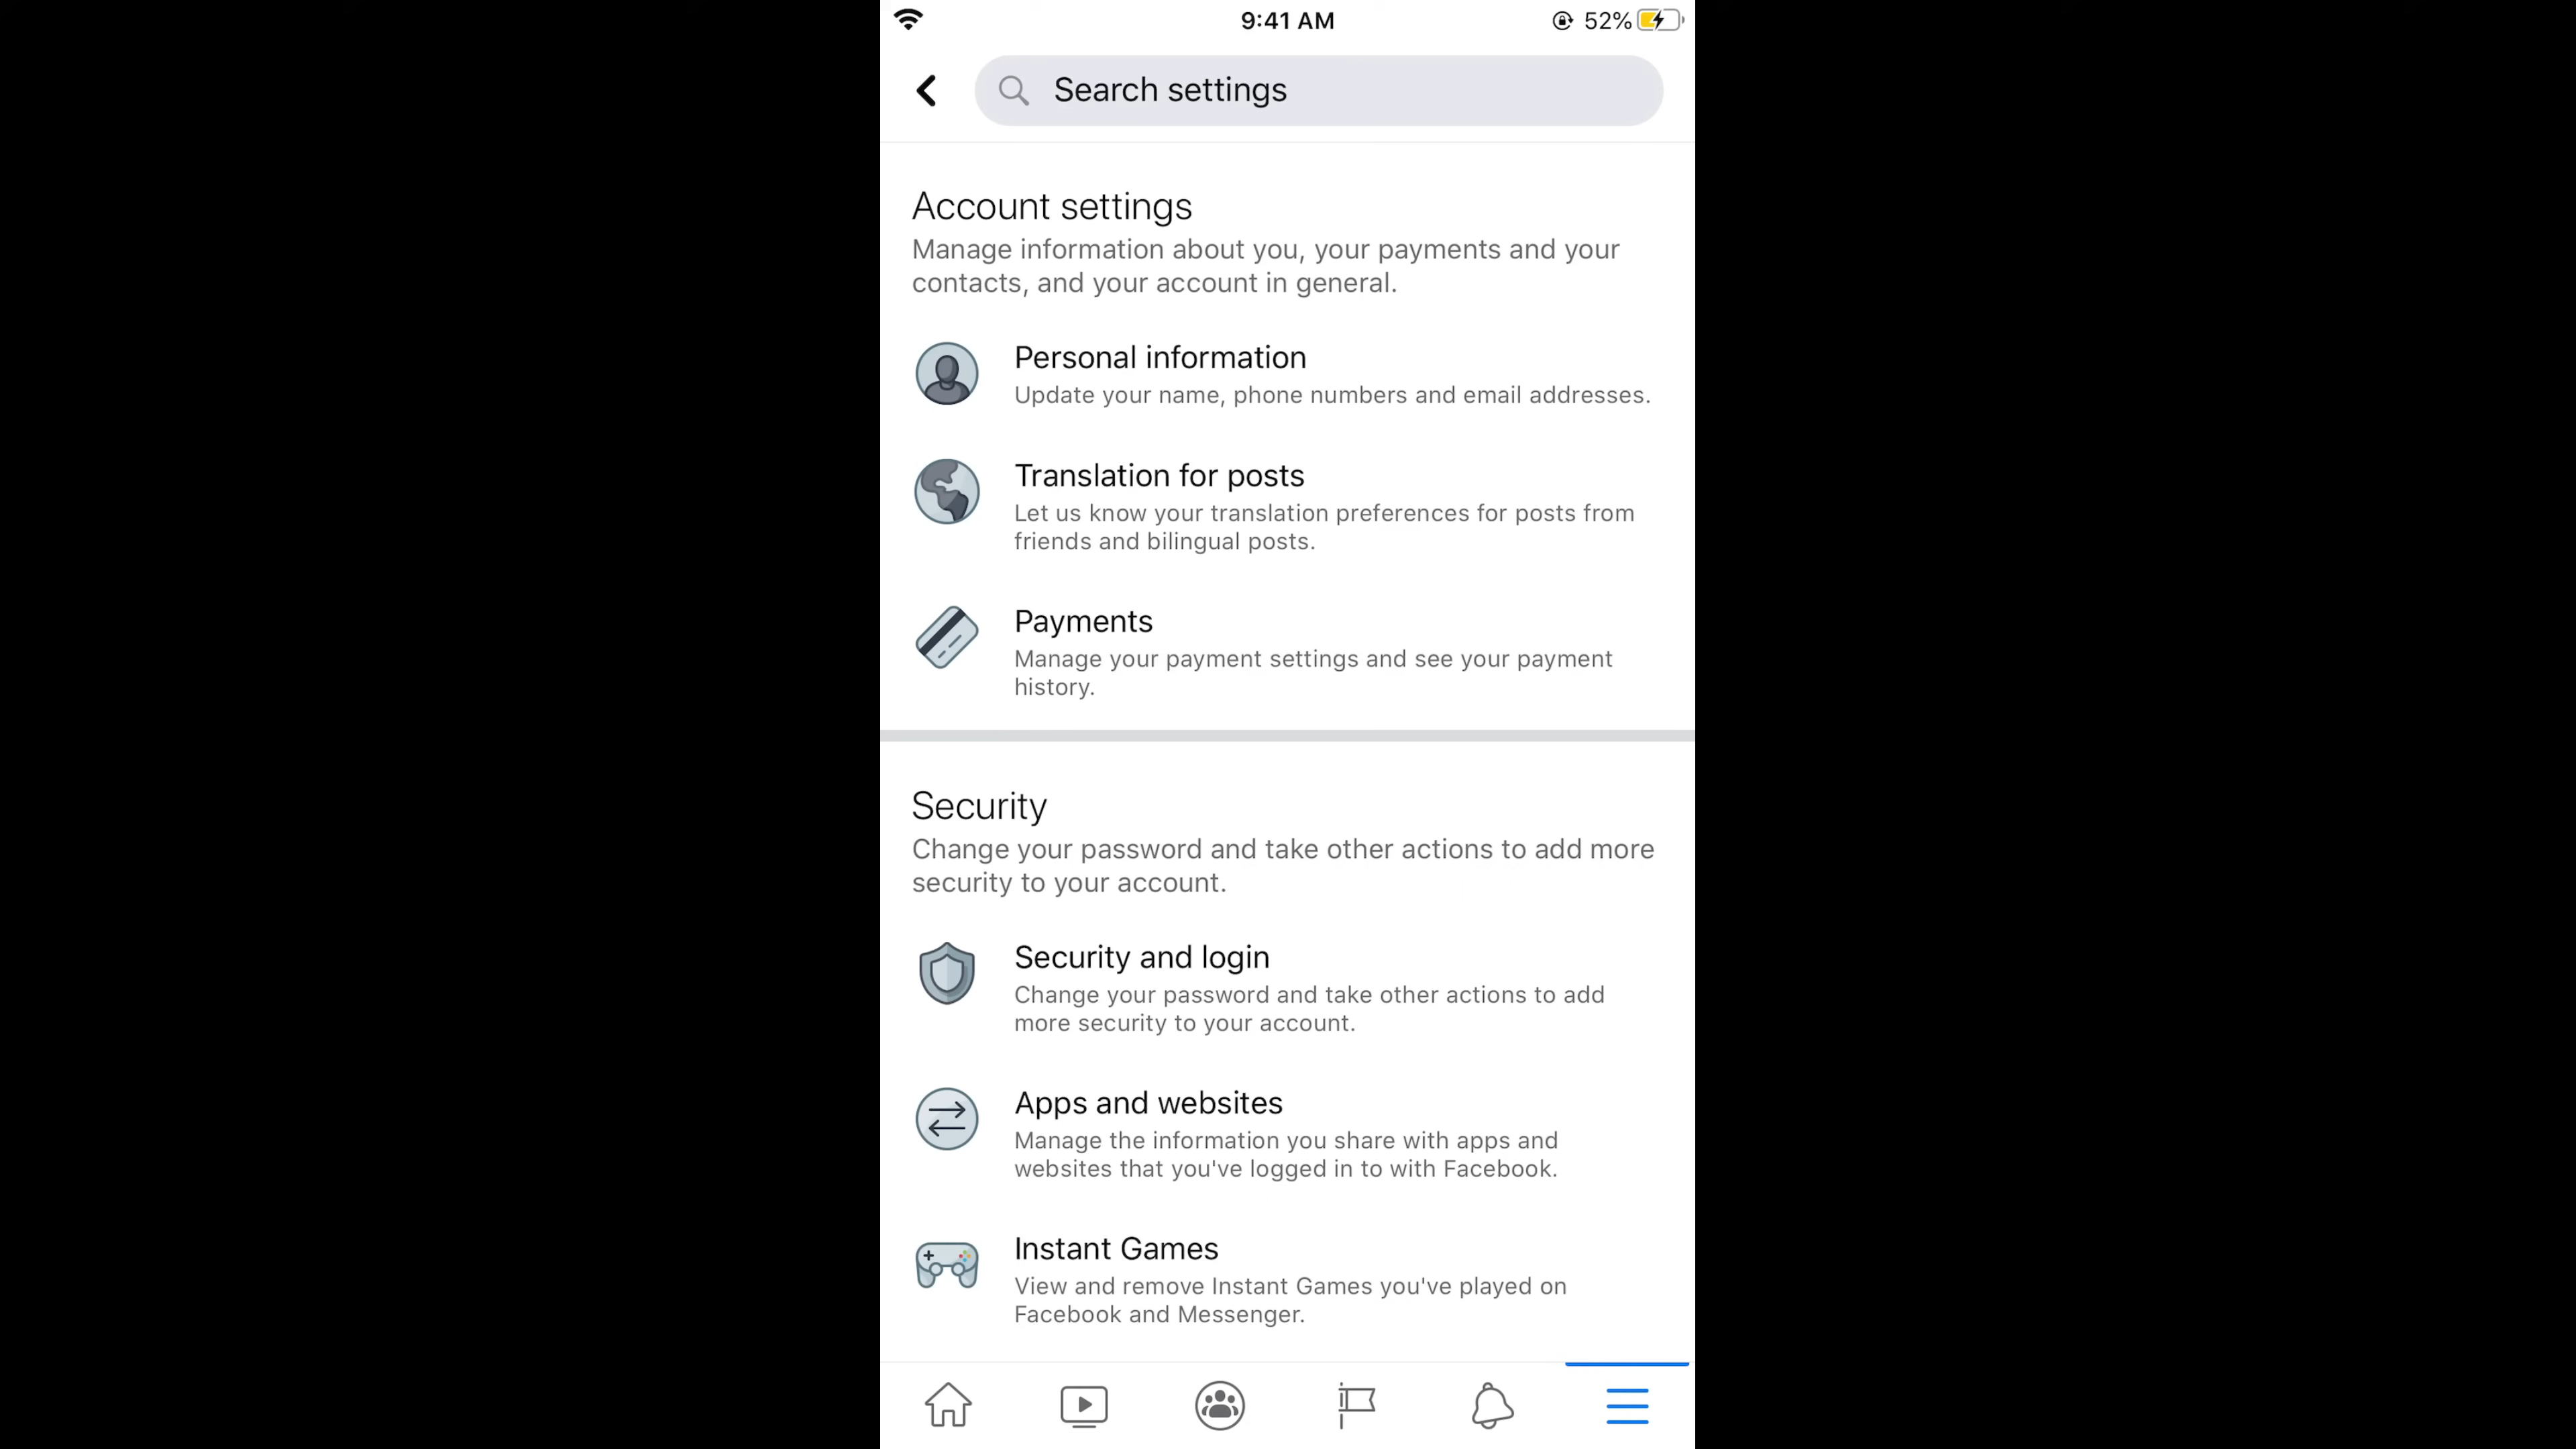 9:41 AM
52%
Search settings
Account settings
Manage information about you, your payments and your
contacts, and your account in general.
Personal information
Update your name, phone numbers and email addresses.
Translation for posts
Let us know your translation preferences for posts from
friends and bilingual posts.
Payments
Manage your payment settings and see your payment
history.
Security
Change your password and take other actions to add more
security to your account.
Security and login
Change your password and take other actions to add
more security to your account.
Apps and websites
Manage the information you share with apps and
websites that you've logged in to with Facebook.
Instant Games
View and remove Instant Games you've played on
Facebook and Messenger.